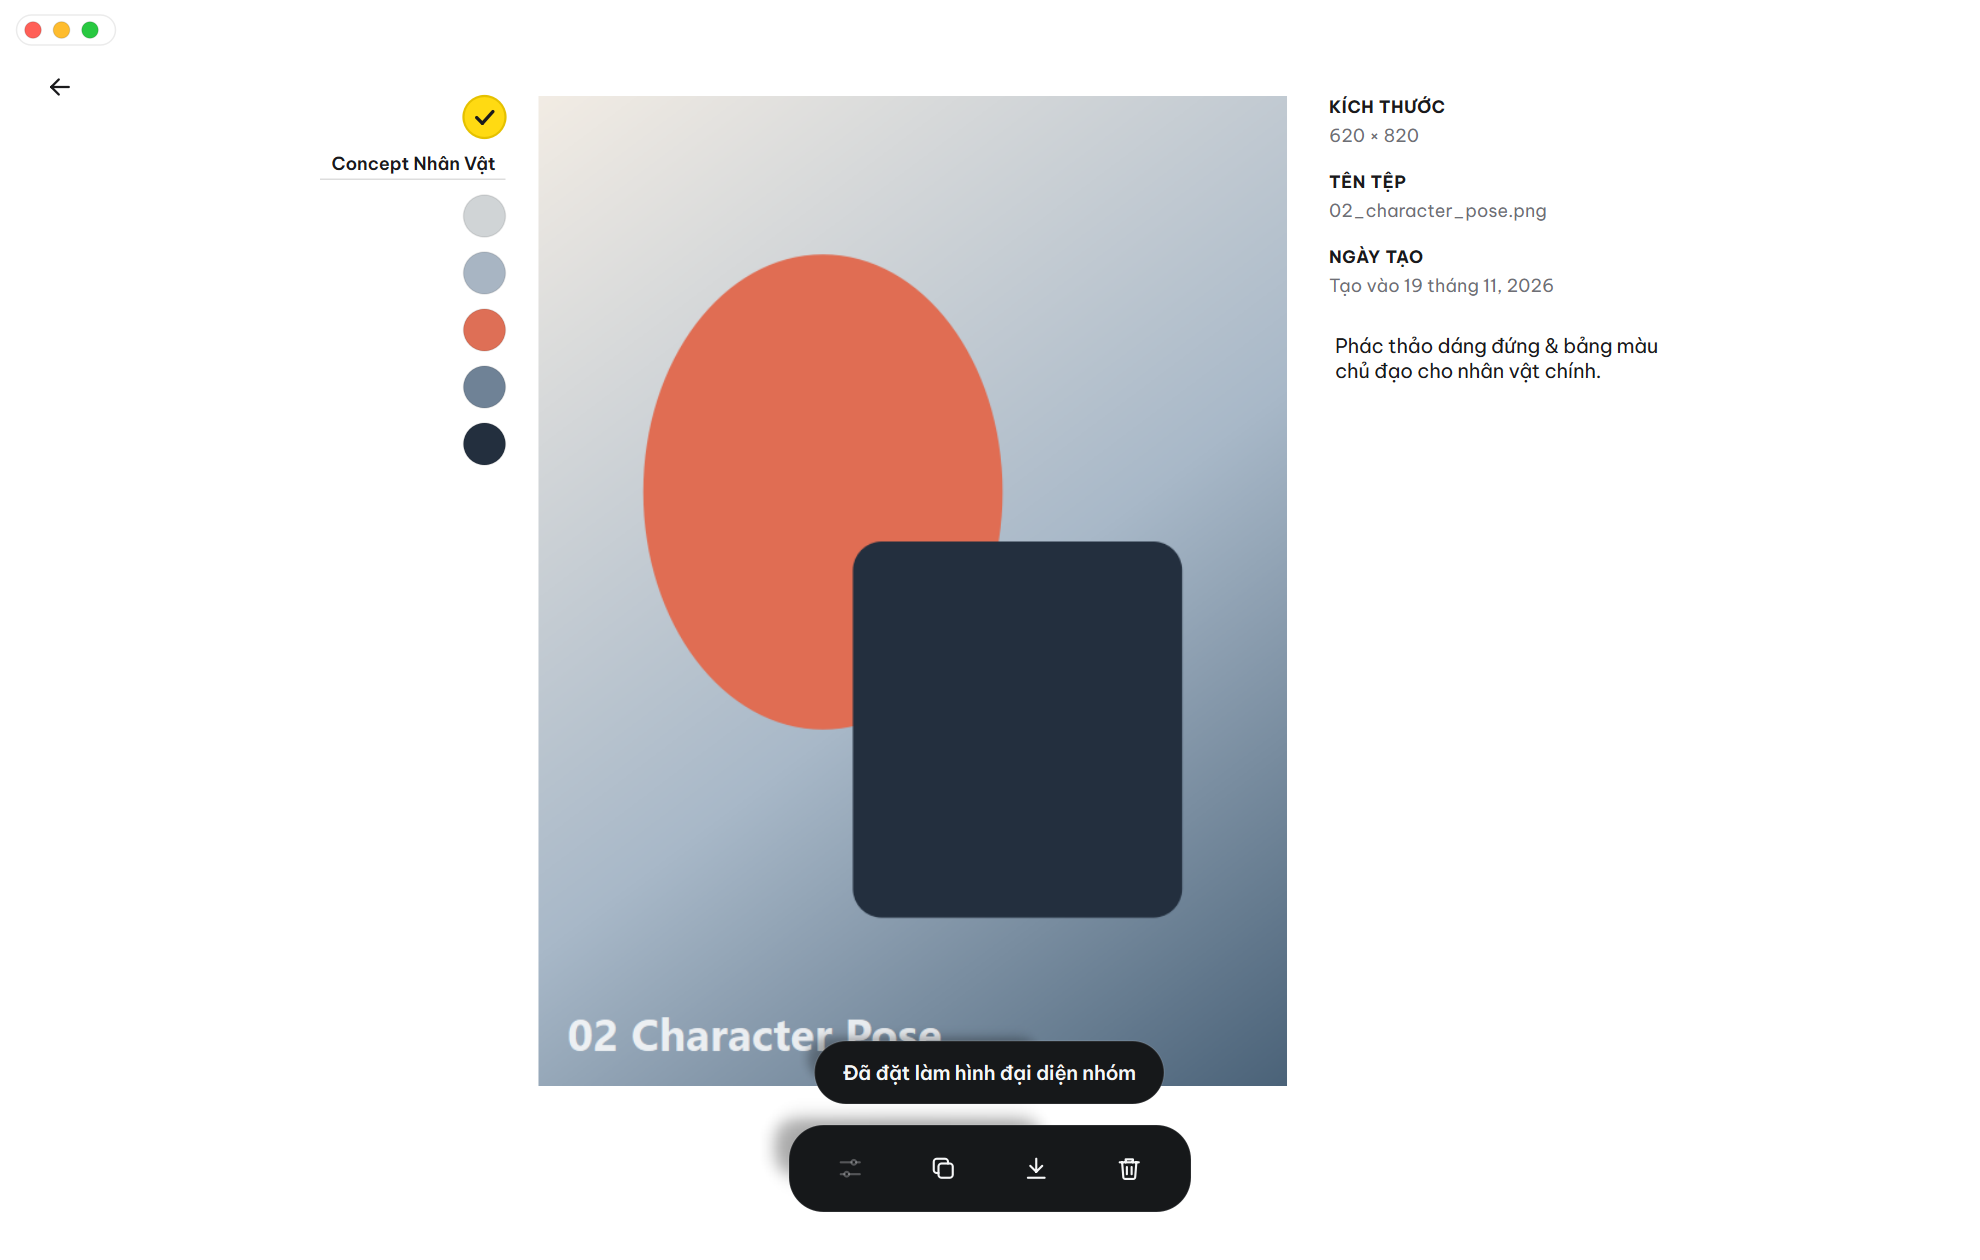 Concept Nhân Vật
KÍCH THƯỚC
620 × 820
TÊN TỆP
02_character_pose.png
NGÀY TẠO
Tạo vào 19 tháng 11, 2026
Phác thảo dáng đứng & bảng màu
chủ đạo cho nhân vật chính.
02 Character Pose
Đã đặt làm hình đại diện nhóm